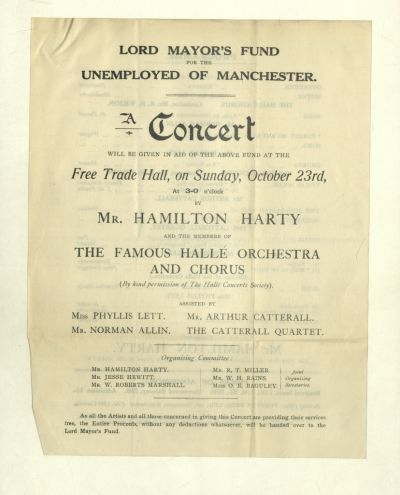 LORD MAYOR'S FUND
FOR THE
UNEMPLOYED OF MANCHESTER.
A Concert
WILL BE GIVEN IN AID OF THE ABOVE FUND AT THE
Free Trade Hall, on Sunday, October 23rd,
At 3-0 o'clock
BY
MR. HAMILTON HARTY
AND THE MEMBERS OF
THE FAMOUS HALLÉ ORCHESTRA
AND CHORUS
(By kind permission of The Hallé Concerts Society).
ASSISTED BY
MISS PHYLLIS LETT. MR. ARTHUR CATTERALL.
MR. NORMAN ALLIN. THE CATTERALL QUARTET.
Organising Committee:
MR. HAMILTON HARTY.
MR. JESSE HEWITT.
MR. W. ROBERTS MARSHALL
MR. R. T. MILLER.
MR. W. H. RAINS.
MISS O. E. BAGULEY.
Joint
Organising
Secretaries
As all the Artists and all those concerned in giving this Concert are providing their services
free, the Entire Proceeds, without any deductions whatsoever, will be handed over to the
Lord Mayor's Fund.